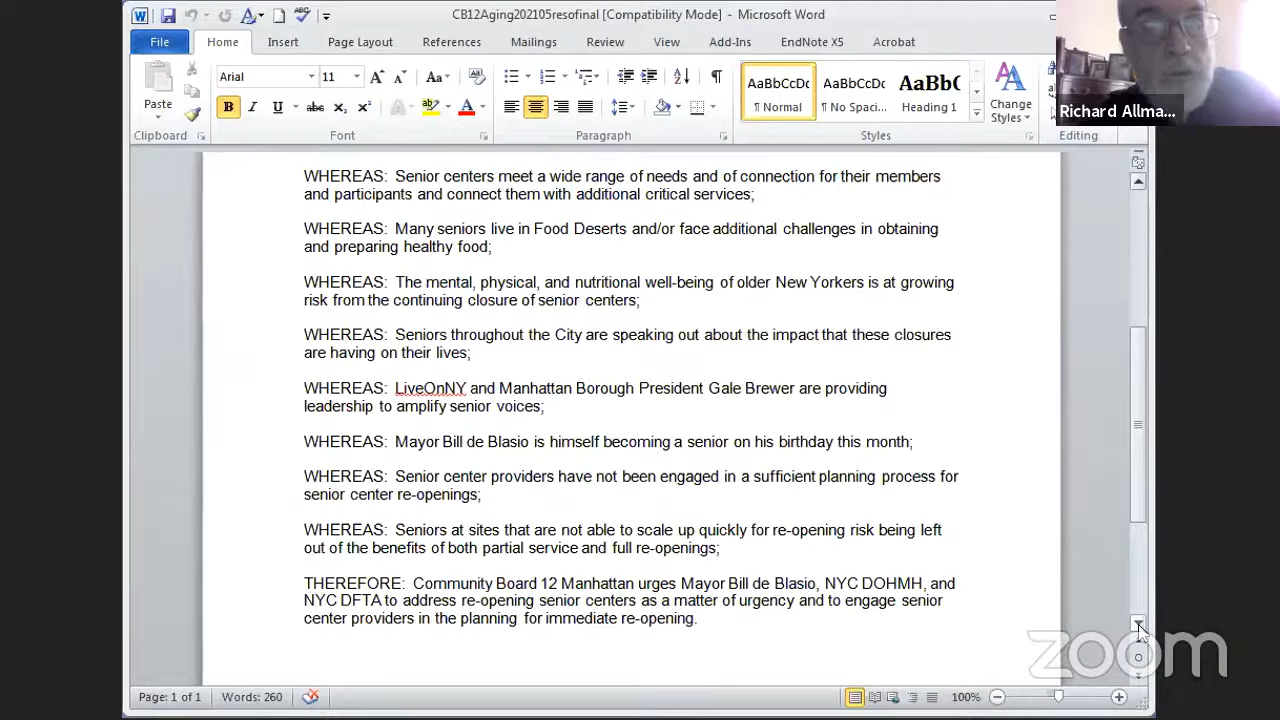 CB12Aging202105resofinal [Compatibility Mode] - Microsoft Word
File Home Insert Page Layout References Mailings Review View Add-Ins EndNote X5 Acrobat
Paste
Arial 11
AaBbCcDc AaBbCcDc AaBbC
¶ Normal ¶ No Spaci... Heading 1
Change Styles
Clipboard Font Paragraph Styles Editing
Richard Allma...
WHEREAS: Senior centers meet a wide range of needs and of connection for their members
and participants and connect them with additional critical services;
WHEREAS: Many seniors live in Food Deserts and/or face additional challenges in obtaining
and preparing healthy food;
WHEREAS: The mental, physical, and nutritional well-being of older New Yorkers is at growing
risk from the continuing closure of senior centers;
WHEREAS: Seniors throughout the City are speaking out about the impact that these closures
are having on their lives;
WHEREAS: LiveOnNY and Manhattan Borough President Gale Brewer are providing
leadership to amplify senior voices;
WHEREAS: Mayor Bill de Blasio is himself becoming a senior on his birthday this month;
WHEREAS: Senior center providers have not been engaged in a sufficient planning process for
senior center re-openings;
WHEREAS: Seniors at sites that are not able to scale up quickly for re-opening risk being left
out of the benefits of both partial service and full re-openings;
THEREFORE: Community Board 12 Manhattan urges Mayor Bill de Blasio, NYC DOHMH, and
NYC DFTA to address re-opening senior centers as a matter of urgency and to engage senior
center providers in the planning for immediate re-opening.
zoom
Page: 1 of 1 Words: 260 100%